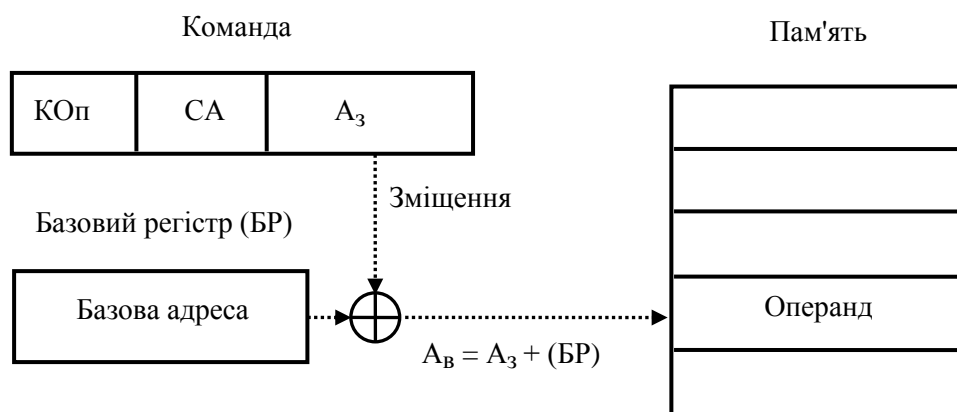 Команда
Пам'ять
КОп СА Аз
Зміщення
Базовий регістр (БР)
Базова адреса
Операнд
Ав = Аз + (БР)